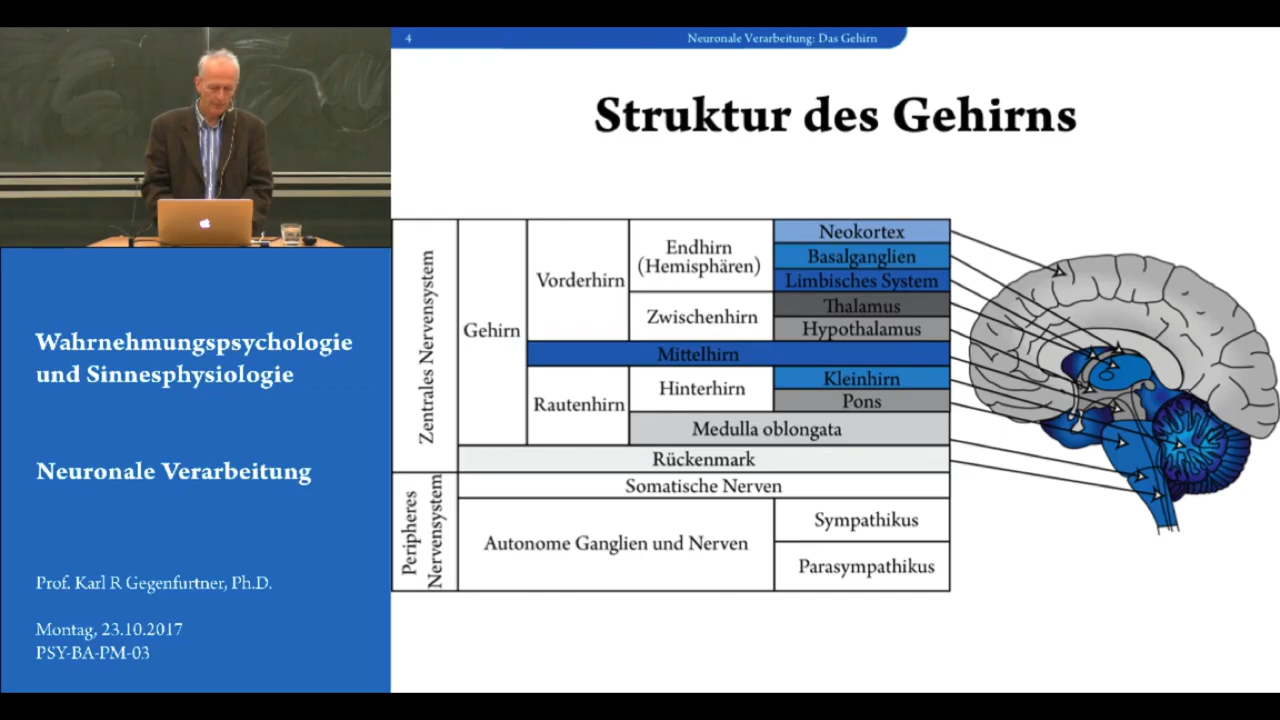 4
Neuronale Verarbeitung: Das Gehirn
Struktur des Gehirns
Wahrnehmungspsychologie
und Sinnesphysiologie
Neuronale Verarbeitung
Prof. Karl R Gegenfurtner, Ph.D.
Montag, 23.10.2017
PSY-BA-PM-03
Zentrales Nervensystem
Gehirn
Vorderhirn
Endhirn
(Hemisphären)
Neokortex
Basalganglien
Limbisches System
Zwischenhirn
Thalamus
Hypothalamus
Mittelhirn
Rautenhirn
Hinterhirn
Kleinhirn
Pons
Medulla oblongata
Rückenmark
Peripheres
Nervensystem
Somatische Nerven
Autonome Ganglien und Nerven
Sympathikus
Parasympathikus